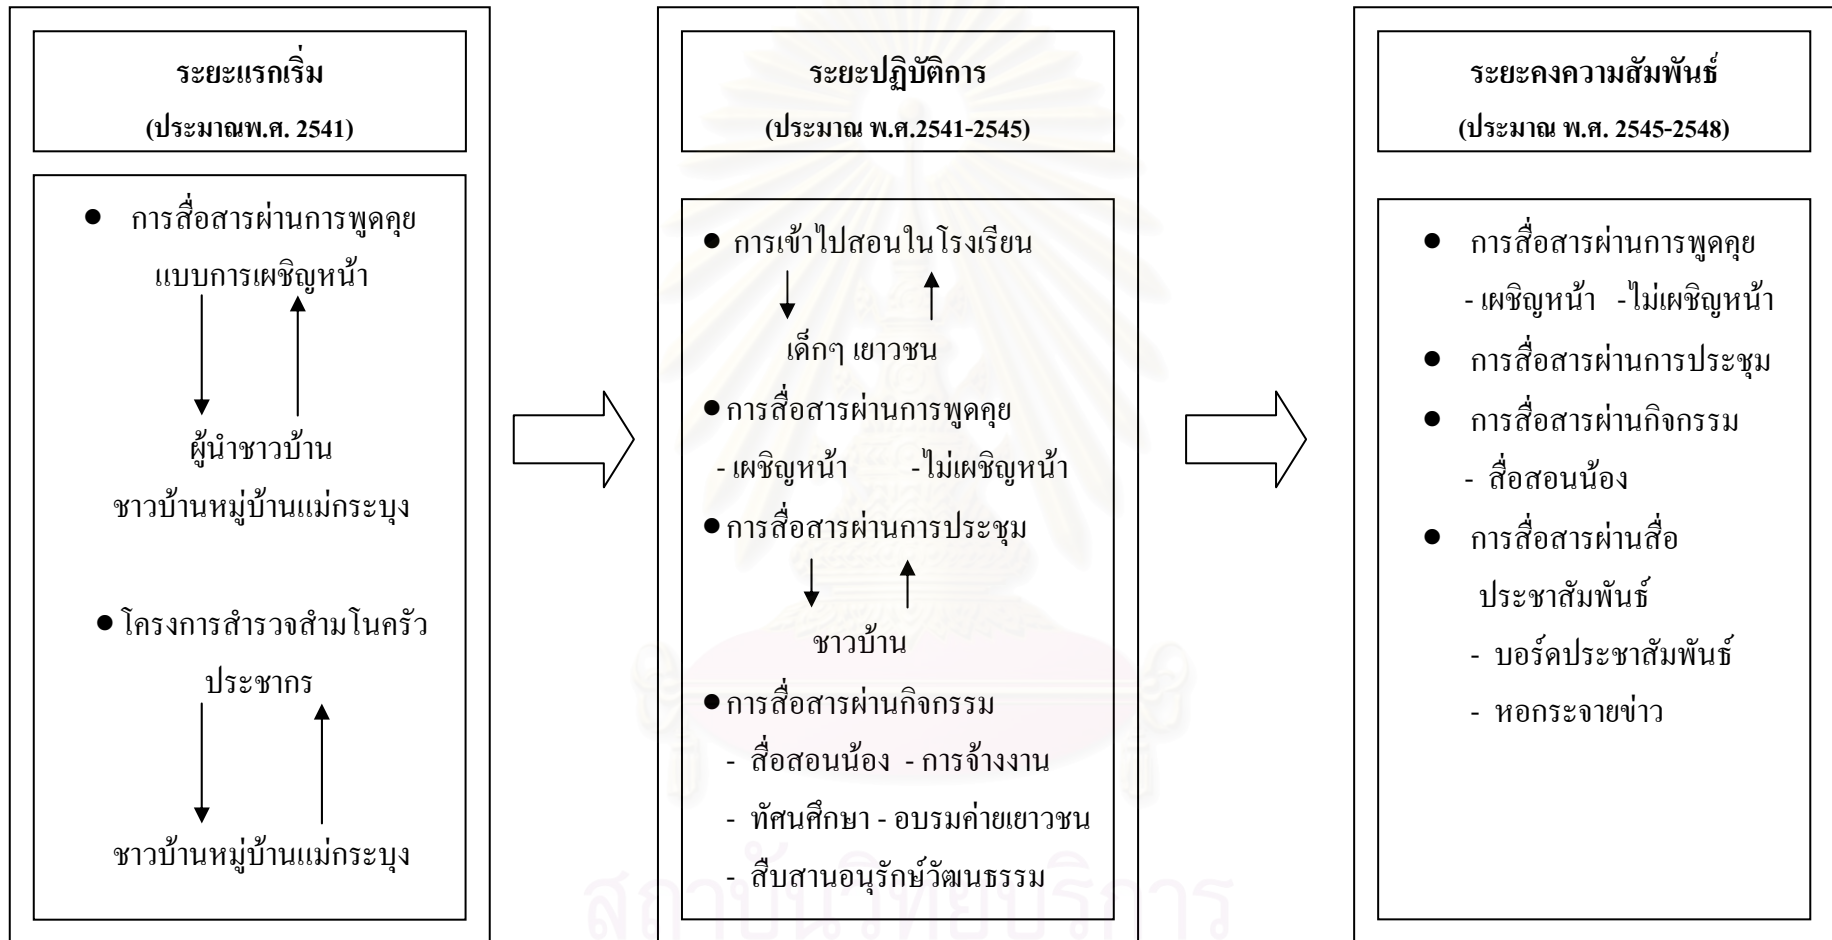 ระยะแรกเริ่ม
(ประมาณพ.ศ. 2541)
● การสื่อสารผ่านการพูดคุย
แบบการเผชิญหน้า
ผู้นำชาวบ้าน
ชาวบ้านหมู่บ้านแม่กระบุง
● โครงการสำรวจสำมโนครัว
ประชากร
ชาวบ้านหมู่บ้านแม่กระบุง
ระยะปฏิบัติการ
(ประมาณ พ.ศ.2541-2545)
● การเข้าไปสอนในโรงเรียน
เด็กๆ เยาวชน
● การสื่อสารผ่านการพูดคุย
- เผชิญหน้า - ไม่เผชิญหน้า
● การสื่อสารผ่านการประชุม
ชาวบ้าน
● การสื่อสารผ่านกิจกรรม
- สื่อสอนน้อง - การจ้างงาน
- ทัศนศึกษา - อบรมค่ายเยาวชน
- สืบสานอนุรักษ์วัฒนธรรม
ระยะคงความสัมพันธ์
(ประมาณ พ.ศ. 2545-2548)
● การสื่อสารผ่านการพูดคุย
- เผชิญหน้า -ไม่เผชิญหน้า
● การสื่อสารผ่านการประชุม
● การสื่อสารผ่านกิจกรรม
- สื่อสอนน้อง
● การสื่อสารผ่านสื่อ
ประชาสัมพันธ์
- บอร์ดประชาสัมพันธ์
- หอกระจายข่าว
สถาบันวิทยบริการ